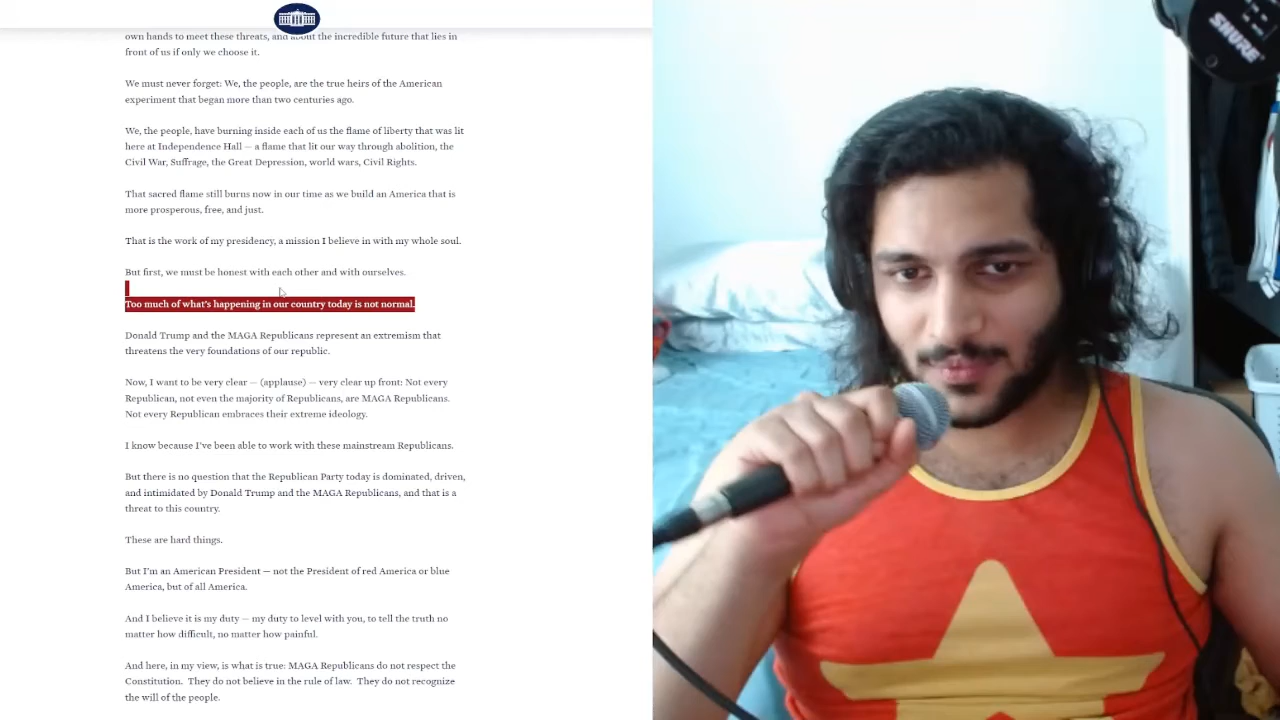 own hands to meet these threats, and about the incredible future that lies in
front of us if only we choose it.
We must never forget: We, the people, are the true heirs of the American
experiment that began more than two centuries ago.
We, the people, have burning inside each of us the flame of liberty that was lit
here at Independence Hall — a flame that lit our way through abolition, the
Civil War, Suffrage, the Great Depression, world wars, Civil Rights.
That sacred flame still burns now in our time as we build an America that is
more prosperous, free, and just.
That is the work of my presidency, a mission I believe in with my whole soul.
But first, we must be honest with each other and with ourselves.
Too much of what's happening in our country today is not normal.
Donald Trump and the MAGA Republicans represent an extremism that
threatens the very foundations of our republic.
Now, I want to be very clear — (applause) — very clear up front: Not every
Republican, not even the majority of Republicans, are MAGA Republicans.
Not every Republican embraces their extreme ideology.
I know because I've been able to work with these mainstream Republicans.
But there is no question that the Republican Party today is dominated, driven,
and intimidated by Donald Trump and the MAGA Republicans, and that is a
threat to this country.
These are hard things.
But I'm an American President — not the President of red America or blue
America, but of all America.
And I believe it is my duty — my duty to level with you, to tell the truth no
matter how difficult, no matter how painful.
And here, in my view, is what is true: MAGA Republicans do not respect the
Constitution.  They do not believe in the rule of law.  They do not recognize
the will of the people.
SHURE